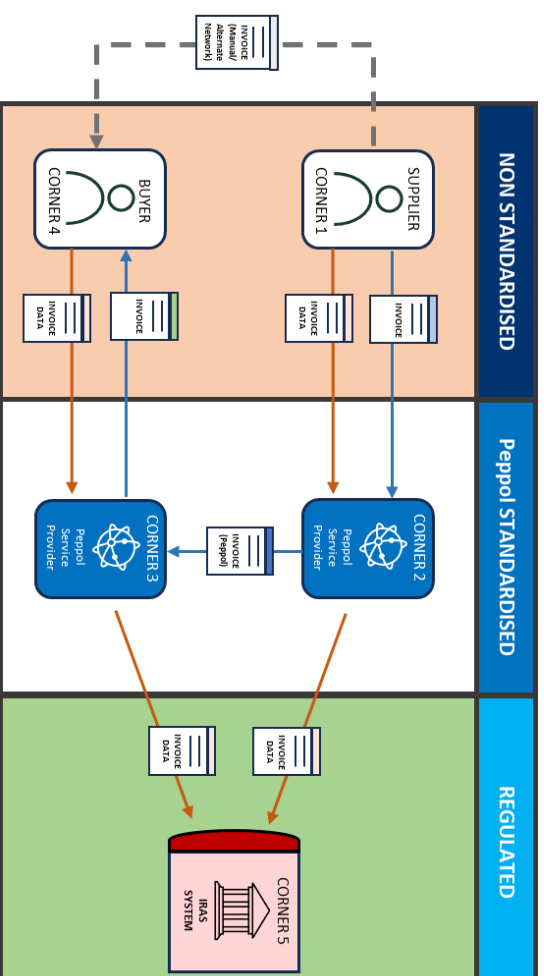 NON STANDARDISED
Peppol STANDARDISED
REGULATED
INVOICE
(Manual/
Alternate
Network)
SUPPLIER
CORNER 1
INVOICE
INVOICE
DATA
CORNER 2
Peppol
Service
Provider
INVOICE
(Peppol)
BUYER
CORNER 4
INVOICE
INVOICE
DATA
CORNER 3
Peppol
Service
Provider
INVOICE
DATA
INVOICE
DATA
CORNER 5
IRAS
SYSTEM